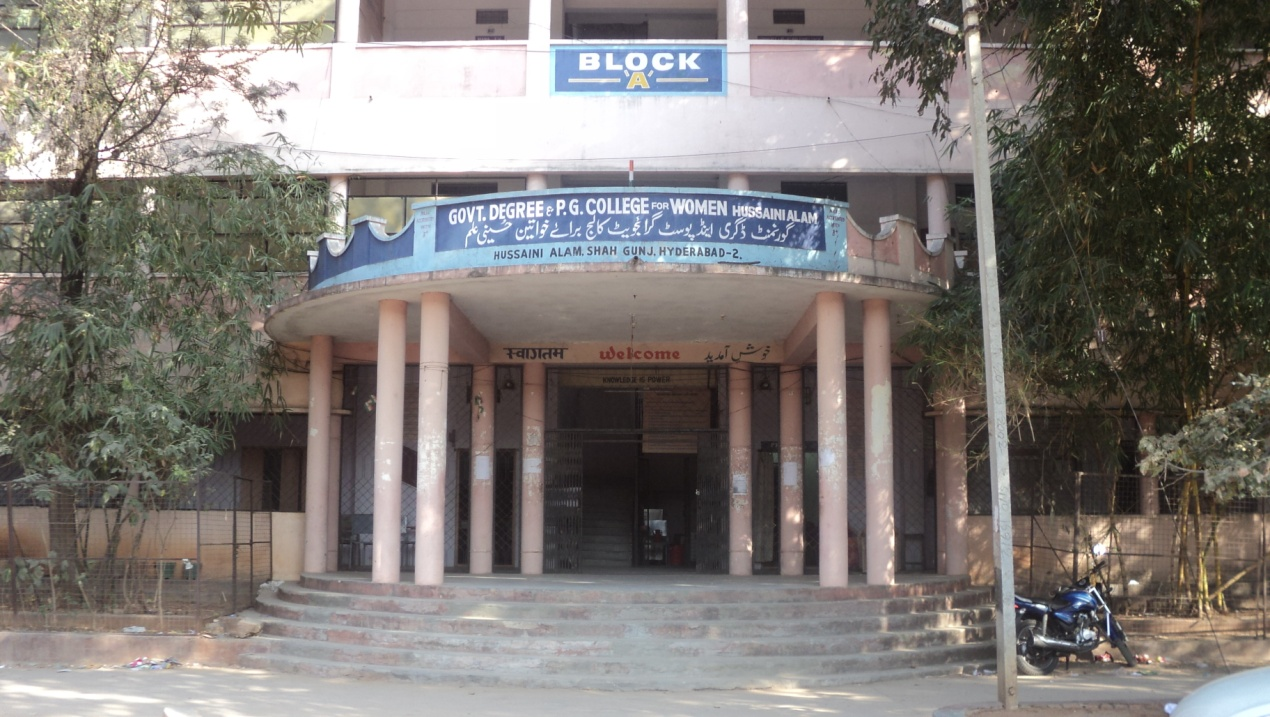 BLOCK
A
GOVT. DEGREE & P.G. COLLEGE FOR WOMEN HUSSAINI ALAM
گورنمنٹ ڈگری اینڈ پوسٹ گرائجویٹ کالج برائے خواتین حسینی علم
HUSSAINI ALAM, SHAH GUNJ, HYDERABAD-2.
स्वागतम welcome خوش آمدید
KNOWLEDGE IS POWER